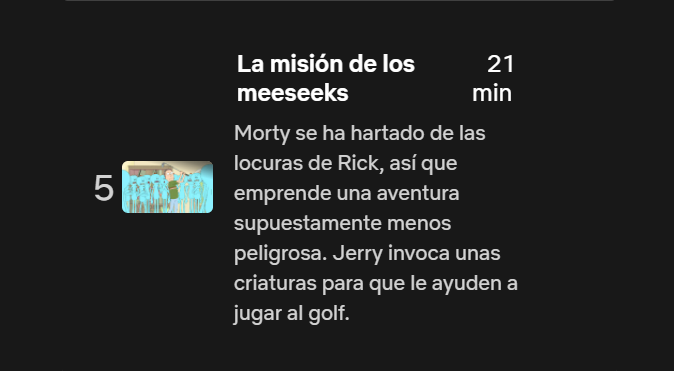 La misión de los meeseeks
21 min
5
Morty se ha hartado de las
locuras de Rick, así que
emprende una aventura
supuestamente menos
peligrosa. Jerry invoca unas
criaturas para que le ayuden a
jugar al golf.